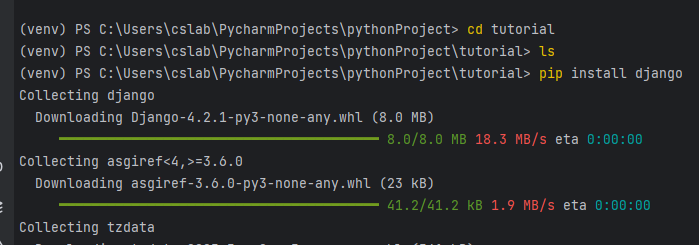 (venv) PS C:\Users\cslab\PycharmProjects\pythonProject> cd tutorial
(venv) PS C:\Users\cslab\PycharmProjects\pythonProject\tutorial> ls
(venv) PS C:\Users\cslab\PycharmProjects\pythonProject\tutorial> pip install django
Collecting django
Downloading Django-4.2.1-py3-none-any.whl (8.0 MB)
8.0/8.0 MB 18.3 MB/s eta 0:00:00
Collecting asgiref<4,>=3.6.0
Downloading asgiref-3.6.0-py3-none-any.whl (23 kB)
41.2/41.2 kB 1.9 MB/s eta 0:00:00
Collecting tzdata